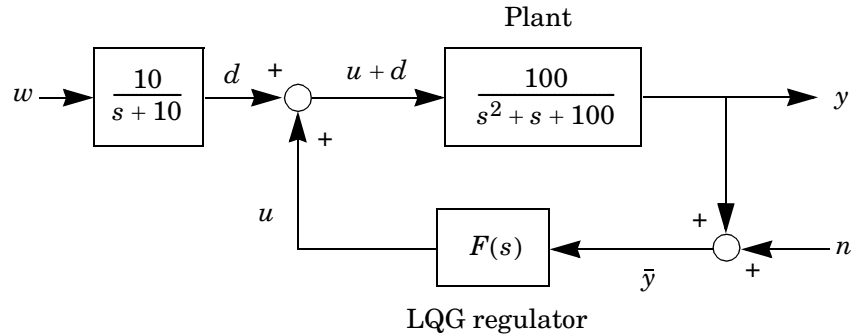 Plant
w
10
s + 10
d
+
u + d
100
s² + s + 100
y
+
u
F(s)
+
ȳ
+
n
LQG regulator